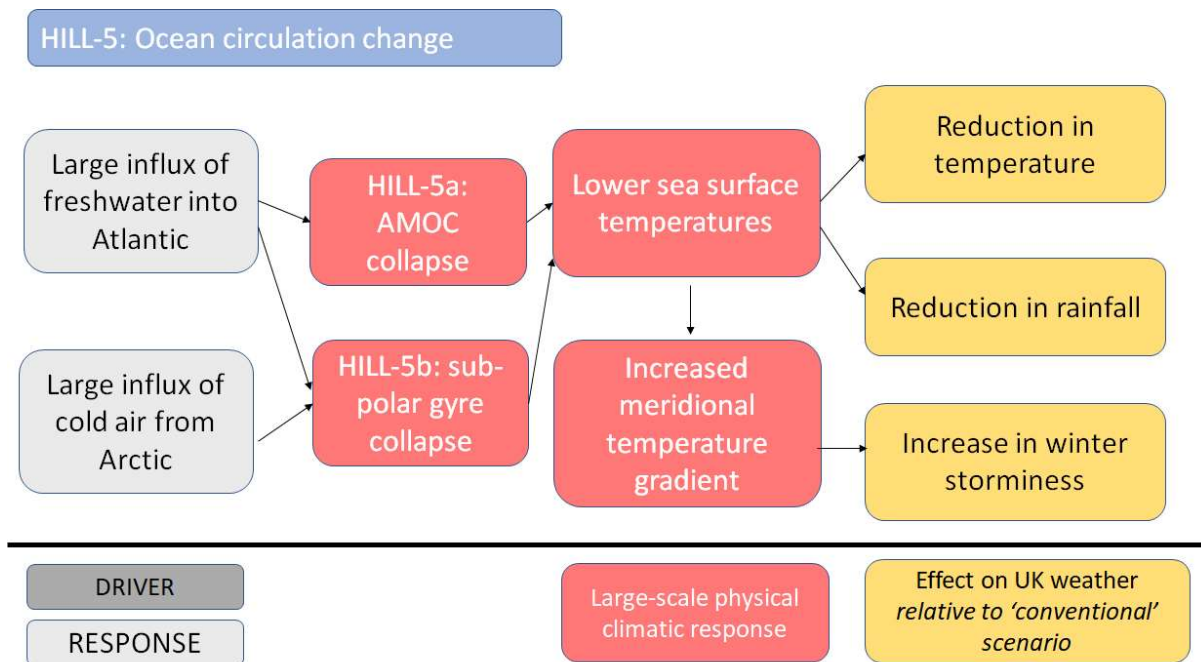 HILL-5: Ocean circulation change
Large influx of
freshwater into
Atlantic
HILL-5a:
AMOC
collapse
Lower sea surface
temperatures
Reduction in
temperature
Reduction in rainfall
Large influx of
cold air from
Arctic
HILL-5b: sub-
polar gyre
collapse
Increased
meridional
temperature
gradient
Increase in winter
storminess
DRIVER
RESPONSE
Large-scale physical
climatic response
Effect on UK weather
relative to ‘conventional’
scenario